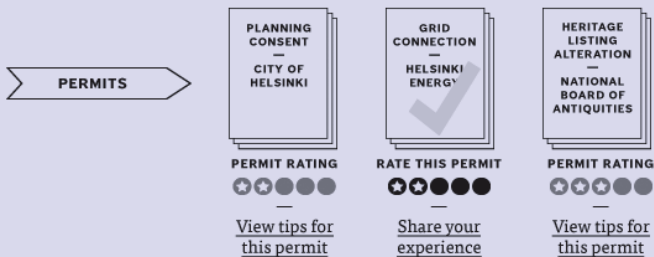 PERMITS
PLANNING
CONSENT
—
CITY OF
HELSINKI
PERMIT RATING
—
View tips for
this permit
GRID
CONNECTION
—
HELSINKI
ENERGY
RATE THIS PERMIT
—
Share your
experience
HERITAGE
LISTING
ALTERATION
—
NATIONAL
BOARD OF
ANTIQUITIES
PERMIT RATING
—
View tips for
this permit